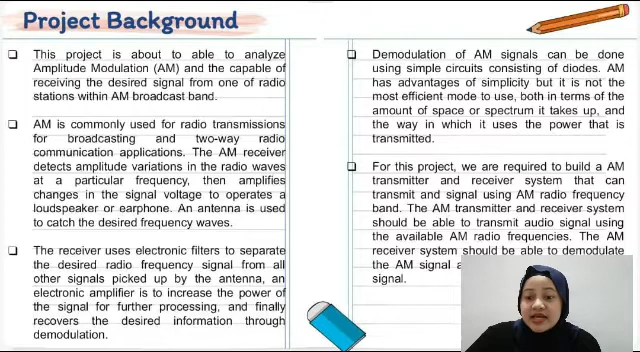 Project Background
This project is about to able to analyze
Amplitude Modulation (AM) and the capable of
receiving the desired signal from one of radio
stations within AM broadcast band.
AM is commonly used for radio transmissions
for broadcasting and two-way radio
communication applications. The AM receiver
detects amplitude variations in the radio waves
at a particular frequency, then amplifies
changes in the signal voltage to operates a
loudspeaker or earphone. An antenna is used
to catch the desired frequency waves.
The receiver uses electronic filters to separate
the desired radio frequency signal from all
other signals picked up by the antenna, an
electronic amplifier is to increase the power of
the signal for further processing, and finally
recovers the desired information through
demodulation.
Demodulation of AM signals can be done
using simple circuits consisting of diodes. AM
has advantages of simplicity but it is not the
most efficient mode to use, both in terms of the
amount of space or spectrum it takes up, and
the way in which it uses the power that is
transmitted.
For this project, we are required to build a AM
transmitter and receiver system that can
transmit and signal using AM radio frequency
band. The AM transmitter and receiver system
should be able to transmit audio signal using
the available AM radio frequencies. The AM
receiver system should be able to demodulate
the AM signal
signal.